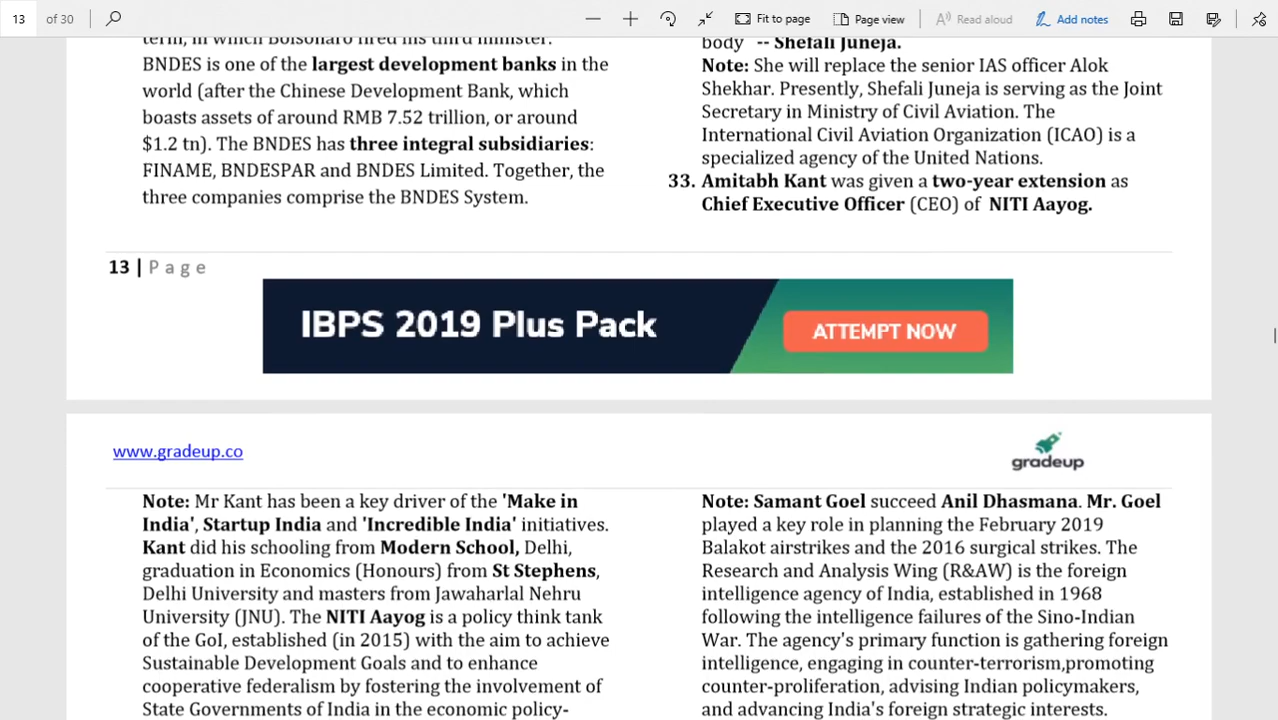 13 of 30 Fit to page Page view Read aloud Add notes
term, in which Bolsonaro fired his third minister.
BNDES is one of the largest development banks in the
world (after the Chinese Development Bank, which
boasts assets of around RMB 7.52 trillion, or around
$1.2 tn). The BNDES has three integral subsidiaries:
FINAME, BNDESPAR and BNDES Limited. Together, the
three companies comprise the BNDES System.
body -- Shefali Juneja.
Note: She will replace the senior IAS officer Alok
Shekhar. Presently, Shefali Juneja is serving as the Joint
Secretary in Ministry of Civil Aviation. The
International Civil Aviation Organization (ICAO) is a
specialized agency of the United Nations.
33. Amitabh Kant was given a two-year extension as
Chief Executive Officer (CEO) of NITI Aayog.
13 | Page
IBPS 2019 Plus Pack
ATTEMPT NOW
www.gradeup.co
gradeup
Note: Mr Kant has been a key driver of the 'Make in
India', Startup India and 'Incredible India' initiatives.
Kant did his schooling from Modern School, Delhi,
graduation in Economics (Honours) from St Stephens,
Delhi University and masters from Jawaharlal Nehru
University (JNU). The NITI Aayog is a policy think tank
of the GoI, established (in 2015) with the aim to achieve
Sustainable Development Goals and to enhance
cooperative federalism by fostering the involvement of
State Governments of India in the economic policy-
Note: Samant Goel succeed Anil Dhasmana. Mr. Goel
played a key role in planning the February 2019
Balakot airstrikes and the 2016 surgical strikes. The
Research and Analysis Wing (R&AW) is the foreign
intelligence agency of India, established in 1968
following the intelligence failures of the Sino-Indian
War. The agency's primary function is gathering foreign
intelligence, engaging in counter-terrorism,promoting
counter-proliferation, advising Indian policymakers,
and advancing India's foreign strategic interests.